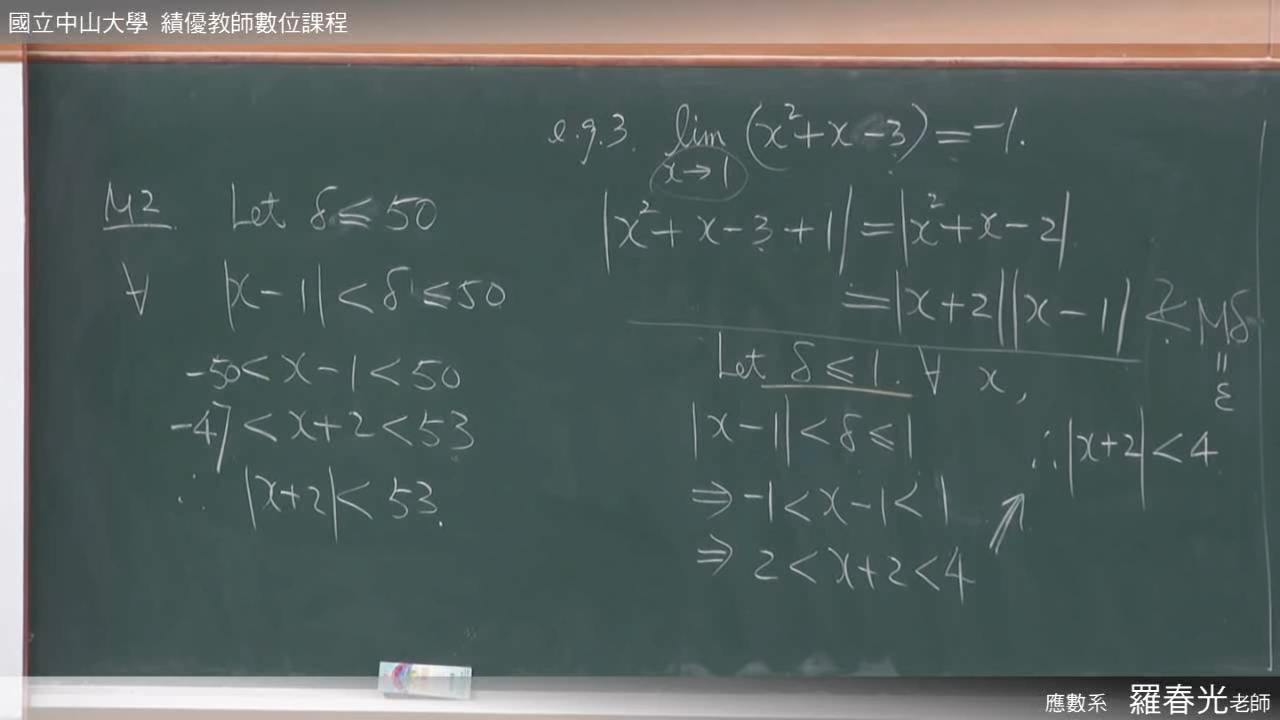 國立中山大學 績優教師數位課程
e.g.3. lim (x²+x-3) = -1.
x→1
|x²+x-3+1| = |x²+x-2|
= |x+2||x-1| ?< Mδ
"
ε
Let δ ≤ 1. ∀ x,
|x-1| < δ ≤ 1
⇒ -1 < x-1 < 1
⇒ 2 < x+2 < 4
∴ |x+2| < 4
M2 Let δ ≤ 50
∀ |x-1| < δ ≤ 50
-50 < x-1 < 50
-47 < x+2 < 53
∴ |x+2| < 53.
應數系 羅春光老師